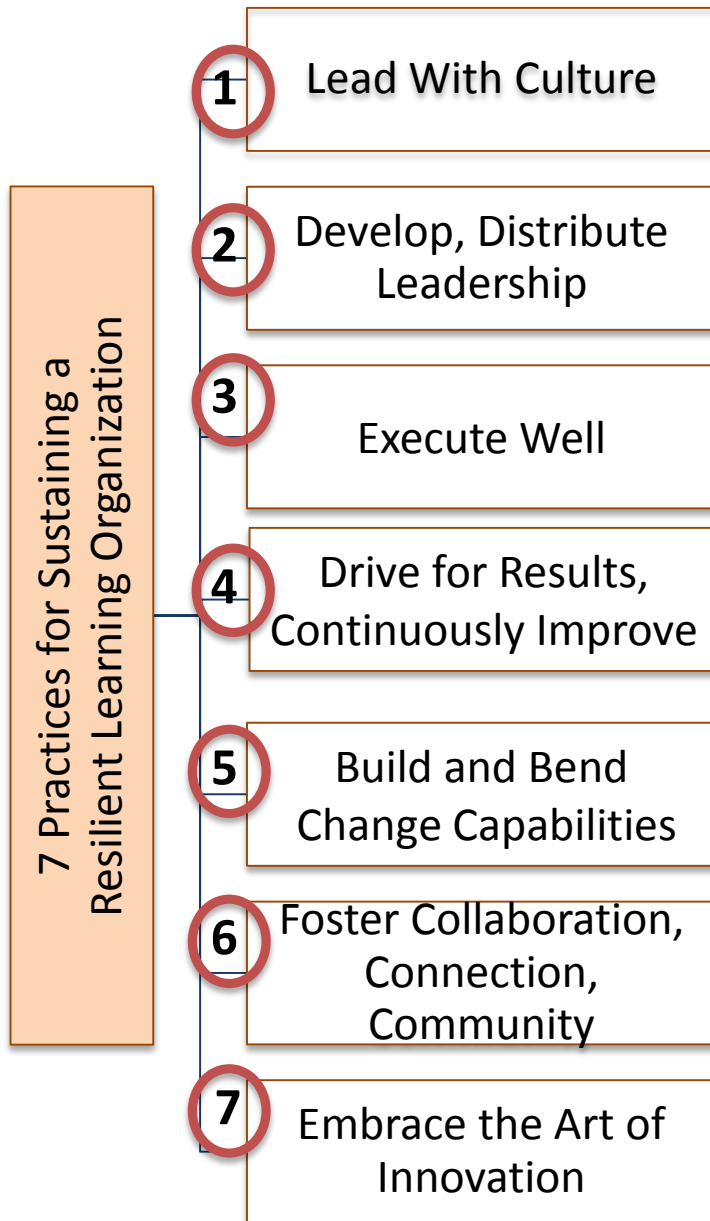 7 Practices for Sustaining a
Resilient Learning Organization
1
Lead With Culture
2
Develop, Distribute
Leadership
3
Execute Well
4
Drive for Results,
Continuously Improve
5
Build and Bend
Change Capabilities
6
Foster Collaboration,
Connection,
Community
7
Embrace the Art of
Innovation